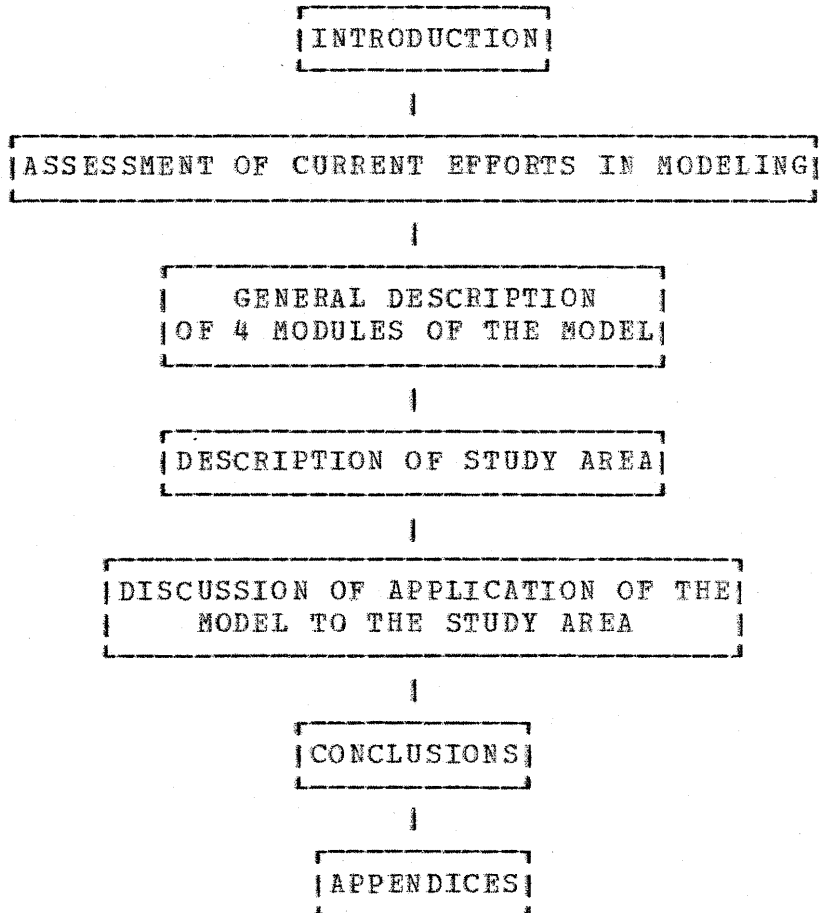 INTRODUCTION
ASSESSMENT OF CURRENT EFFORTS IN MODELING
GENERAL DESCRIPTION
OF 4 MODULES OF THE MODEL
DESCRIPTION OF STUDY AREA
DISCUSSION OF APPLICATION OF THE
MODEL TO THE STUDY AREA
CONCLUSIONS
APPENDICES